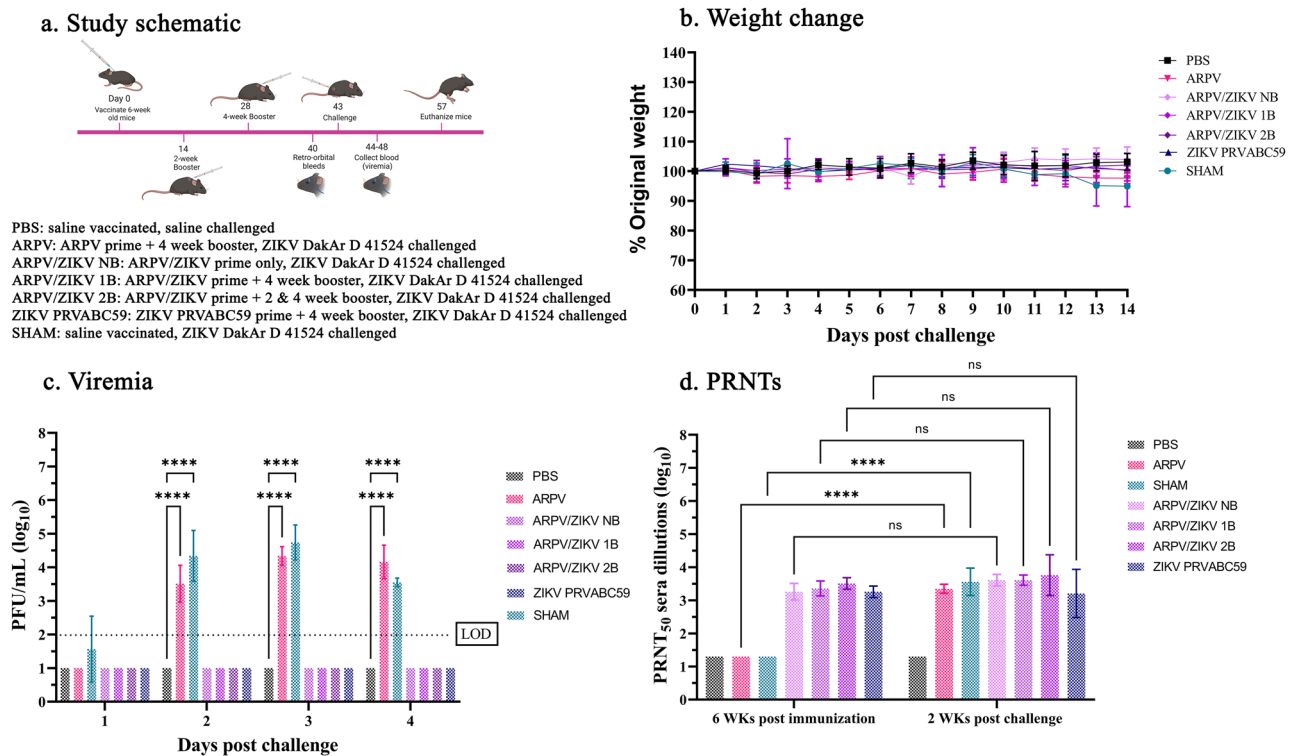 a. Study schematic
Day 0
Vaccinate 6-week
old mice
28
4-week Booster
43
Challenge
57
Euthanize mice
14
2-week
Booster
40
Retro-orbital
bleeds
44-48
Collect blood
(viremia)
PBS: saline vaccinated, saline challenged
ARPV: ARPV prime + 4 week booster, ZIKV DakAr D 41524 challenged
ARPV/ZIKV NB: ARPV/ZIKV prime only, ZIKV DakAr D 41524 challenged
ARPV/ZIKV 1B: ARPV/ZIKV prime + 4 week booster, ZIKV DakAr D 41524 challenged
ARPV/ZIKV 2B: ARPV/ZIKV prime + 2 & 4 week booster, ZIKV DakAr D 41524 challenged
ZIKV PRVABC59: ZIKV PRVABC59 prime + 4 week booster, ZIKV DakAr D 41524 challenged
SHAM: saline vaccinated, ZIKV DakAr D 41524 challenged
b. Weight change
% Original weight
140
130
120
110
100
90
80
70
60
0 1 2 3 4 5 6 7 8 9 10 11 12 13 14
Days post challenge
PBS
ARPV
ARPV/ZIKV NB
ARPV/ZIKV 1B
ARPV/ZIKV 2B
ZIKV PRVABC59
SHAM
c. Viremia
PFU/mL (log10)
8
7
6
5
4
3
2
1
0
**** **** ****
**** **** ****
LOD
1 2 3 4
Days post challenge
PBS
ARPV
ARPV/ZIKV NB
ARPV/ZIKV 1B
ARPV/ZIKV 2B
ZIKV PRVABC59
SHAM
d. PRNTs
PRNT50 sera dillutions (log10)
8
7
6
5
4
3
2
1
0
ns
ns
ns
****
****
ns
6 WKs post immunization
2 WKs post challenge
PBS
ARPV
SHAM
ARPV/ZIKV NB
ARPV/ZIKV 1B
ARPV/ZIKV 2B
ZIKV PRVABC59